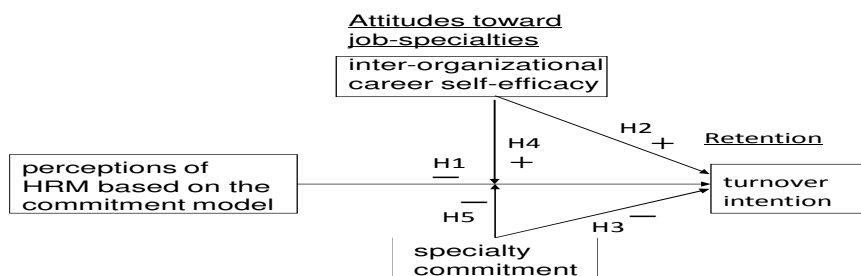 Attitudes toward
job-specialties
inter-organizational
career self-efficacy
H2
+
Retention
H4
+
H1
—
perceptions of
HRM based on the
commitment model
turnover
intention
—
H5
—
H3
specialty
commitment